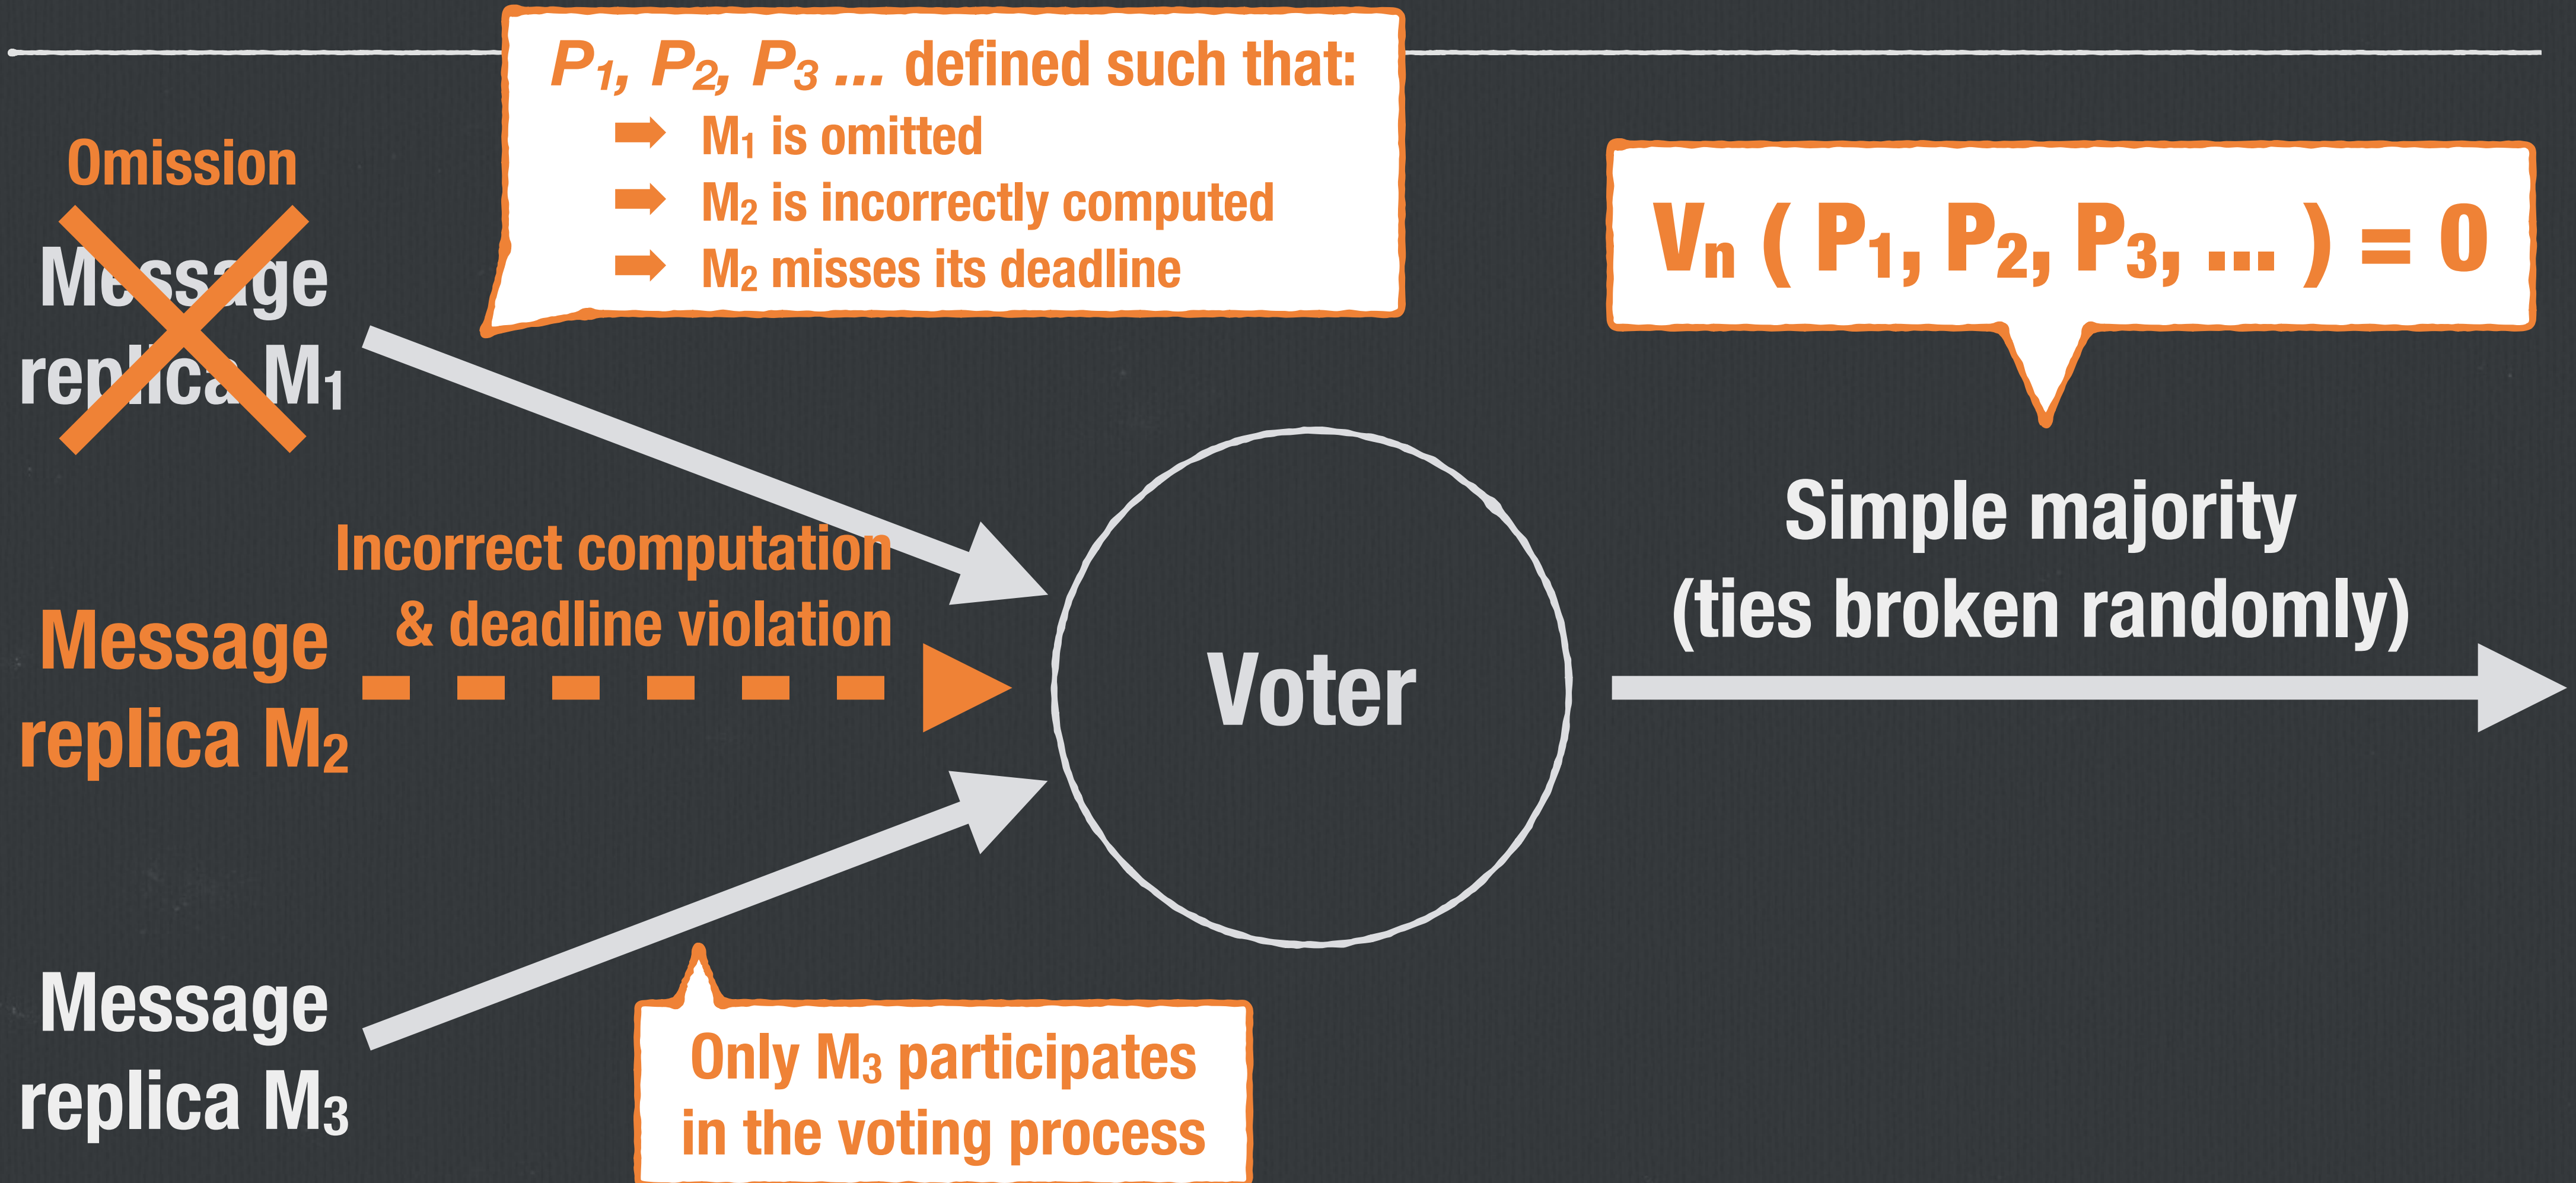 P₁, P₂, P₃ ... defined such that:
➡ M₁ is omitted
➡ M₂ is incorrectly computed
➡ M₂ misses its deadline
Omission
Message
replica M₁
Vₙ ( P₁, P₂, P₃, ... ) = 0
Incorrect computation
& deadline violation
Message
replica M₂
Voter
Simple majority
(ties broken randomly)
Message
replica M₃
Only M₃ participates
in the voting process